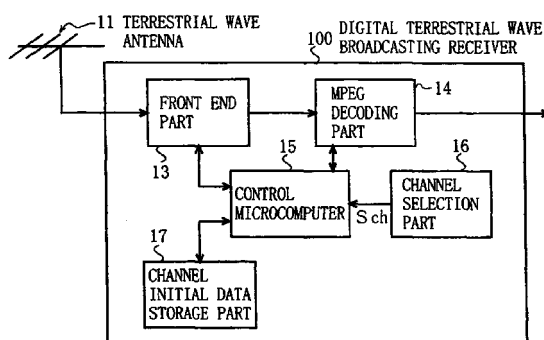 11 TERRESTRIAL WAVE
ANTENNA
100
DIGITAL TERRESTRIAL WAVE
BROADCASTING RECEIVER
FRONT END
PART
13
MPEG
DECODING
PART
14
15
CONTROL
MICROCOMPUTER
16
CHANNEL
SELECTION
PART
Sch
17
CHANNEL
INITIAL DATA
STORAGE PART